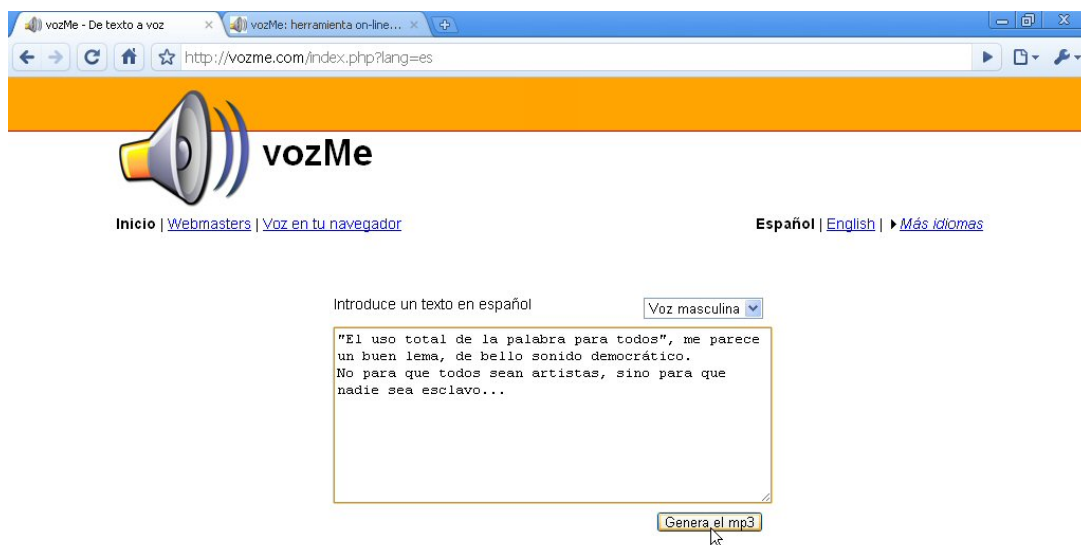 vozMe - De texto a voz
vozMe: herramienta on-line...
http://vozme.com/index.php?lang=es
vozMe
Inicio | Webmasters | Voz en tu navegador
Español | English | Más idiomas
Introduce un texto en español
Voz masculina
"El uso total de la palabra para todos", me parece
un buen lema, de bello sonido democrático.
No para que todos sean artistas, sino para que
nadie sea esclavo...
Genera el mp3